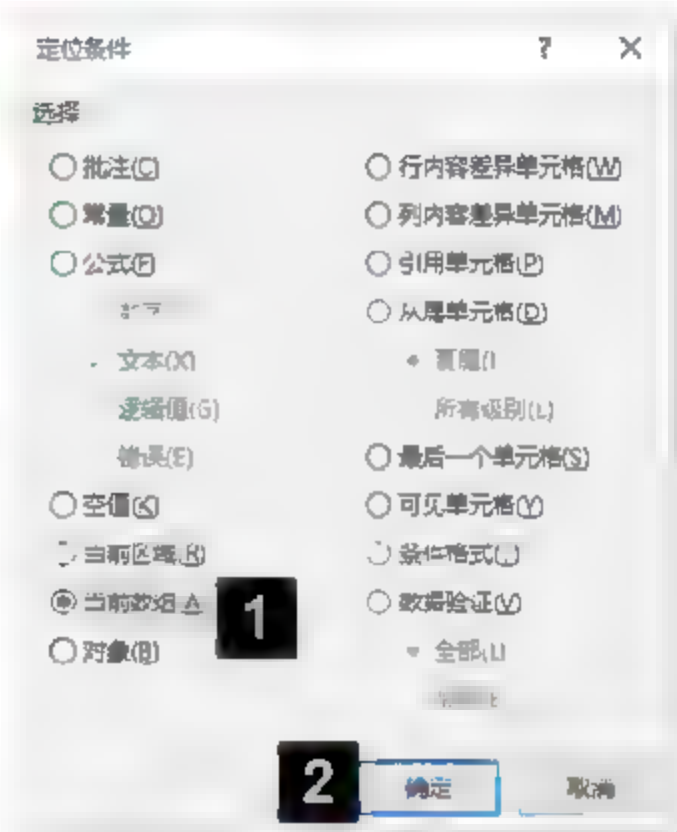 定位条件 ? ×
选择
批注(C)
常量(O)
公式(F)
文本(X)
逻辑值(G)
错误(E)
空值(K)
当前区域(R)
当前数组(A
对象(B)
行内容差异单元格(W)
列内容差异单元格(M)
引用单元格(P)
从属单元格(D)
所有级别(L)
最后一个单元格(S)
可见单元格(Y)
条件格式
数据验证(V)
全部(L)
1
2 确定 取消